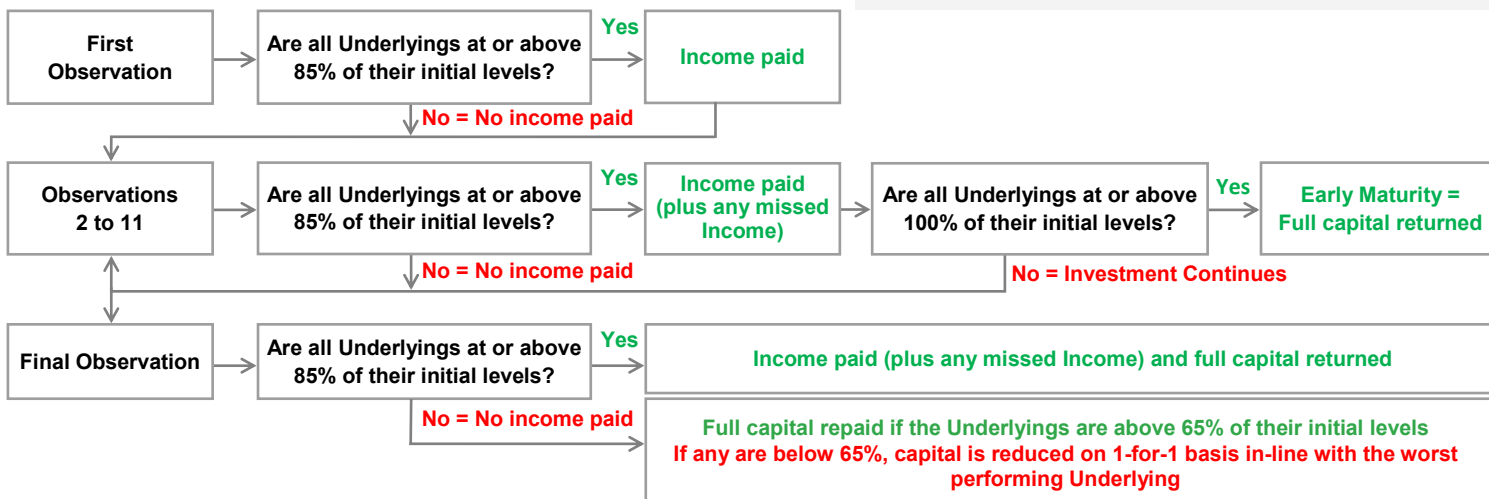 First
Observation
Are all Underlyings at or above
85% of their initial levels?
Yes
Income paid
No = No income paid
Observations
2 to 11
Are all Underlyings at or above
85% of their initial levels?
Yes
Income paid
(plus any missed
Income)
Are all Underlyings at or above
100% of their initial levels?
Yes
Early Maturity =
Full capital returned
No = No income paid
No = Investment Continues
Final Observation
Are all Underlyings at or above
85% of their initial levels?
Yes
Income paid (plus any missed Income) and full capital returned
No = No income paid
Full capital repaid if the Underlyings are above 65% of their initial levels
If any are below 65%, capital is reduced on 1-for-1 basis in-line with the worst
performing Underlying